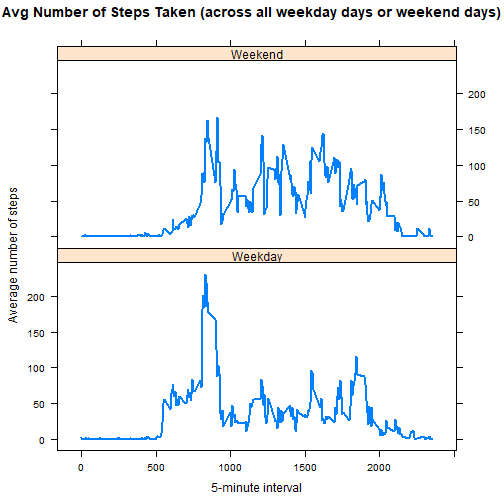 Avg Number of Steps Taken (across all weekday days or weekend days)
Weekend
200
150
100
50
0
Weekday
200
150
100
50
0
Average number of steps
0 500 1000 1500 2000
5-minute interval